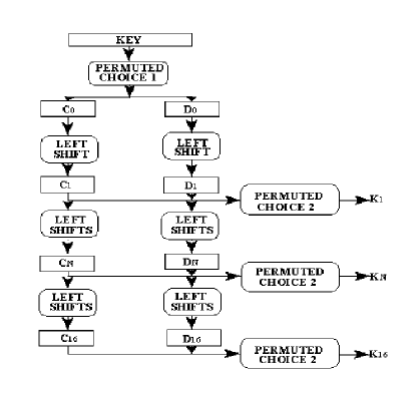 KEY
PERMUTED
CHOICE 1
C0 D0
LEFT
SHIFT
LEFT
SHIFT
C1 D1
PERMUTED
CHOICE 2
K1
LEFT
SHIFTS
LEFT
SHIFTS
CN DN
PERMUTED
CHOICE 2
KN
LEFT
SHIFTS
LEFT
SHIFTS
C16 D16
PERMUTED
CHOICE 2
K16